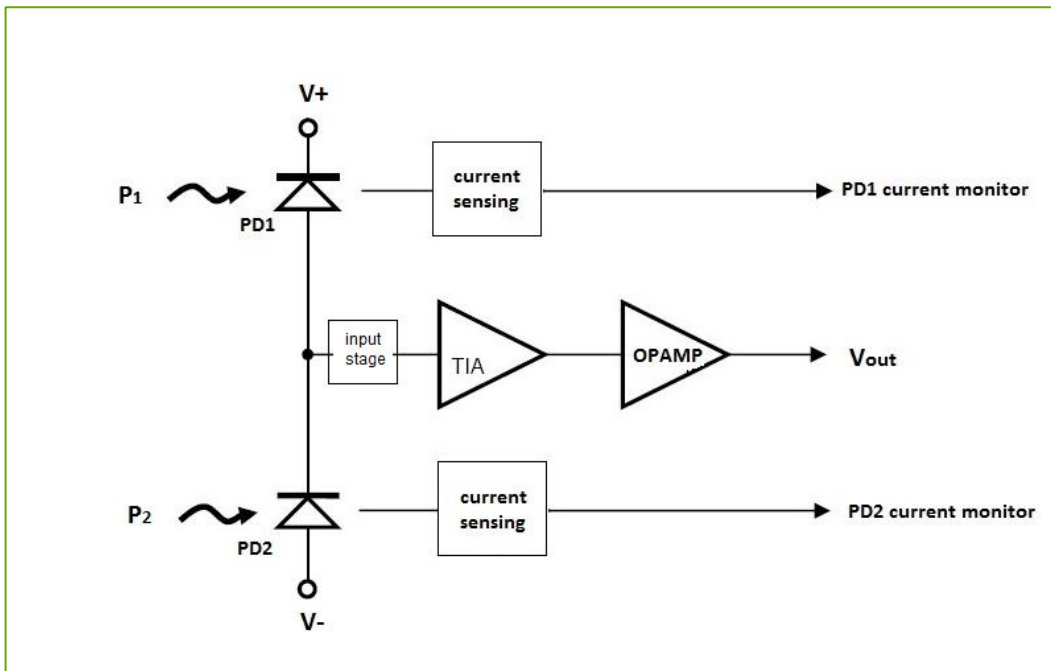 V+
P1
PD1
current
sensing
PD1 current monitor
input
stage
TIA
OPAMP
Vout
P2
PD2
current
sensing
PD2 current monitor
V-